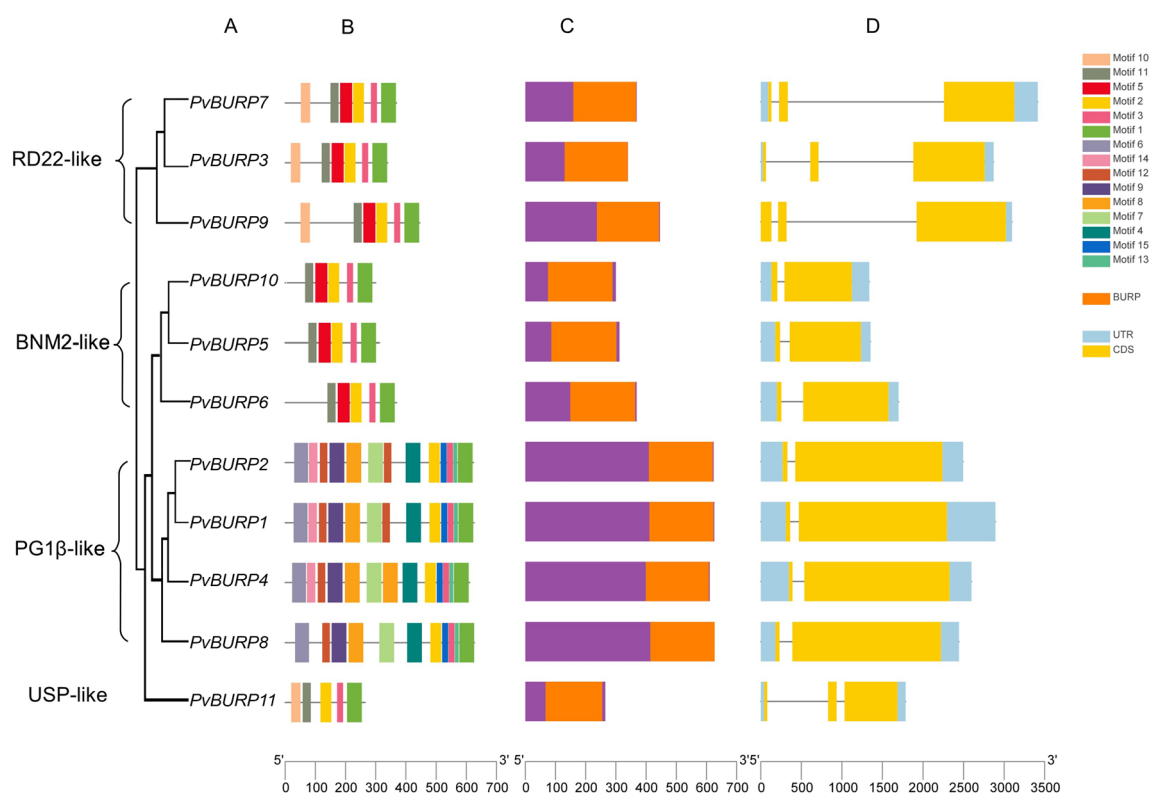 A B C D
RD22-like
BNM2-like
PG1β-like
USP-like
PvBURP7
PvBURP3
PvBURP9
PvBURP10
PvBURP5
PvBURP6
PvBURP2
PvBURP1
PvBURP4
PvBURP8
PvBURP11
5' 3'
0 100 200 300 400 500 600 700
5' 3'
0 100 200 300 400 500 600 700
5' 3'
0 500 1000 1500 2000 2500 3000 3500
Motif 10
Motif 11
Motif 5
Motif 2
Motif 3
Motif 1
Motif 6
Motif 14
Motif 12
Motif 9
Motif 8
Motif 7
Motif 4
Motif 15
Motif 13
BURP
UTR
CDS